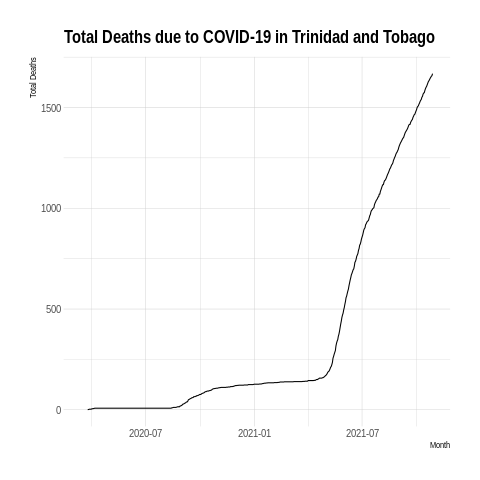 Total Deaths due to COVID-19 in Trinidad and Tobago
Total Deaths
1500
1000
500
0
2020-07 2021-01 2021-07
Month